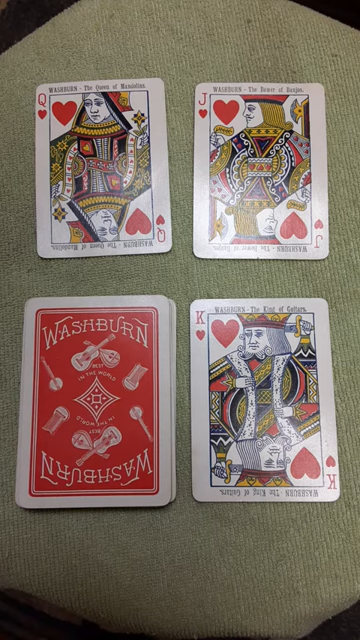 WASHBURN - The Queen of Mandolins.
Q
Q
WASHBURN - The Queen of Mandolins.
WASHBURN - The Bower of Banjos.
J
J
WASHBURN - The Bower of Banjos.
WASHBURN
BEST
IN THE WORLD
BEST
IN THE WORLD
WASHBURN
WASHBURN - The King of Guitars.
K
K
WASHBURN - The King of Guitars.